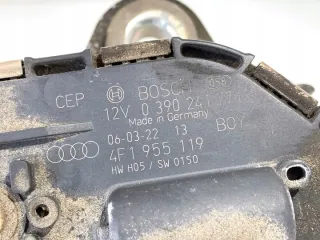 CEP BOSCH
12V 0 390 241
Made in Germany
06-03-22 13 BOY
4F1 955 119
HW H05 / SW 0150